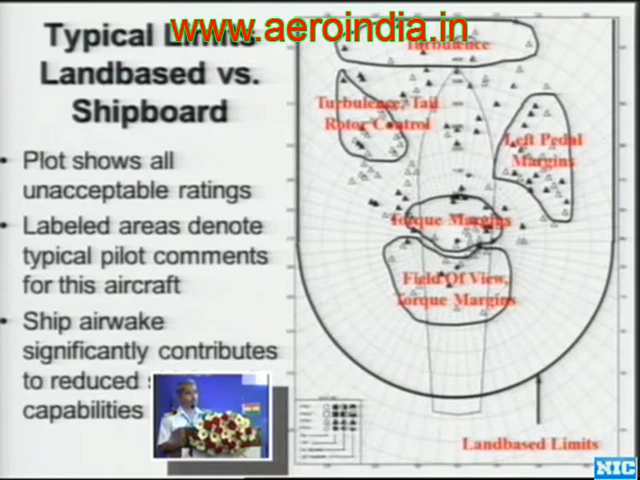 www.aeroindia.in
Typical
Landbased vs.
Shipboard
• Plot shows all
unacceptable ratings
• Labeled areas denote
typical pilot comments
for this aircraft
• Ship airwake
significantly contributes
to reduced
capabilities
Turbulence
Turbulence, Tail
Rotor Control
Left Pedal
Margins
Torque Margins
Field Of View,
Torque Margins
Landbased Limits
NIC